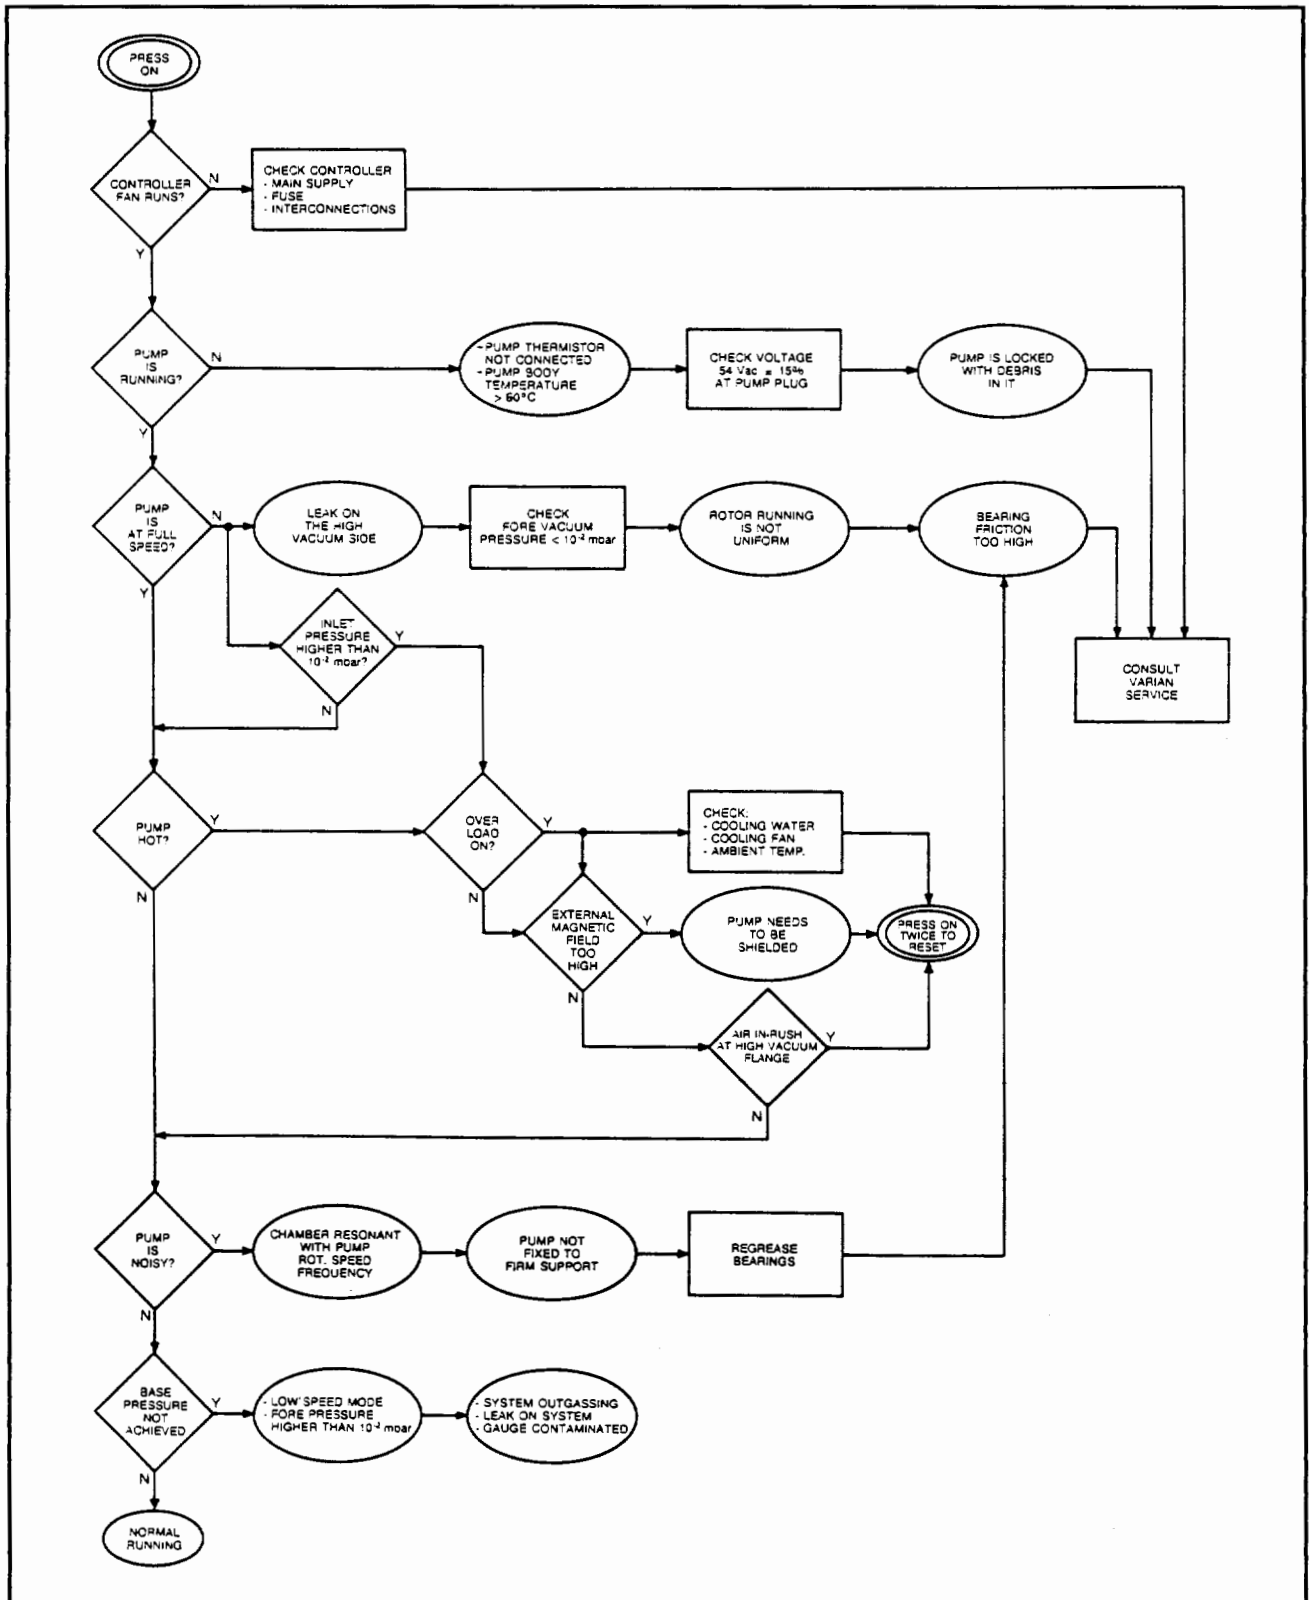 PRESS
ON
CONTROLLER
FAN RUNS?
N
Y
CHECK CONTROLLER
- MAIN SUPPLY
- FUSE
- INTERCONNECTIONS
PUMP
IS
RUNNING?
N
Y
- PUMP THERMISTOR
NOT CONNECTED
- PUMP BODY
TEMPERATURE
> 60°C
CHECK VOLTAGE
54 Vac ± 15%
AT PUMP PLUG
PUMP IS LOCKED
WITH DEBRIS
IN IT
PUMP
IS
AT FULL
SPEED?
N
Y
LEAK ON
THE HIGH
VACUUM SIDE
CHECK
FORE VACUUM
PRESSURE < 10⁻² mbar
ROTOR RUNNING
IS NOT
UNIFORM
BEARING
FRICTION
TOO HIGH
INLET
PRESSURE
HIGHER THAN
10⁻² mbar?
Y
N
CONSULT
VARIAN
SERVICE
PUMP
HOT?
Y
N
OVER
LOAD
ON?
Y
N
CHECK:
- COOLING WATER
- COOLING FAN
- AMBIENT TEMP.
EXTERNAL
MAGNETIC
FIELD
TOO
HIGH
Y
N
PUMP NEEDS
TO BE
SHIELDED
PRESS ON
TWICE TO
RESET
AIR IN-RUSH
AT HIGH VACUUM
FLANGE
Y
N
PUMP
IS
NOISY?
Y
N
CHAMBER RESONANT
WITH PUMP
ROT. SPEED
FREQUENCY
PUMP NOT
FIXED TO
FIRM SUPPORT
REGREASE
BEARINGS
BASE
PRESSURE
NOT
ACHIEVED
Y
N
- LOW SPEED MODE
- FORE PRESSURE
HIGHER THAN mbar
- SYSTEM OUTGASSING
- LEAK ON SYSTEM
- GAUGE CONTAMINATED
NORMAL
RUNNING